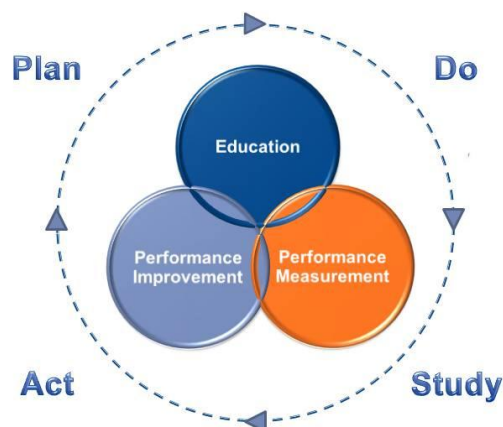 Plan
Do
Education
Performance
Improvement
Performance
Measurement
Act
Study